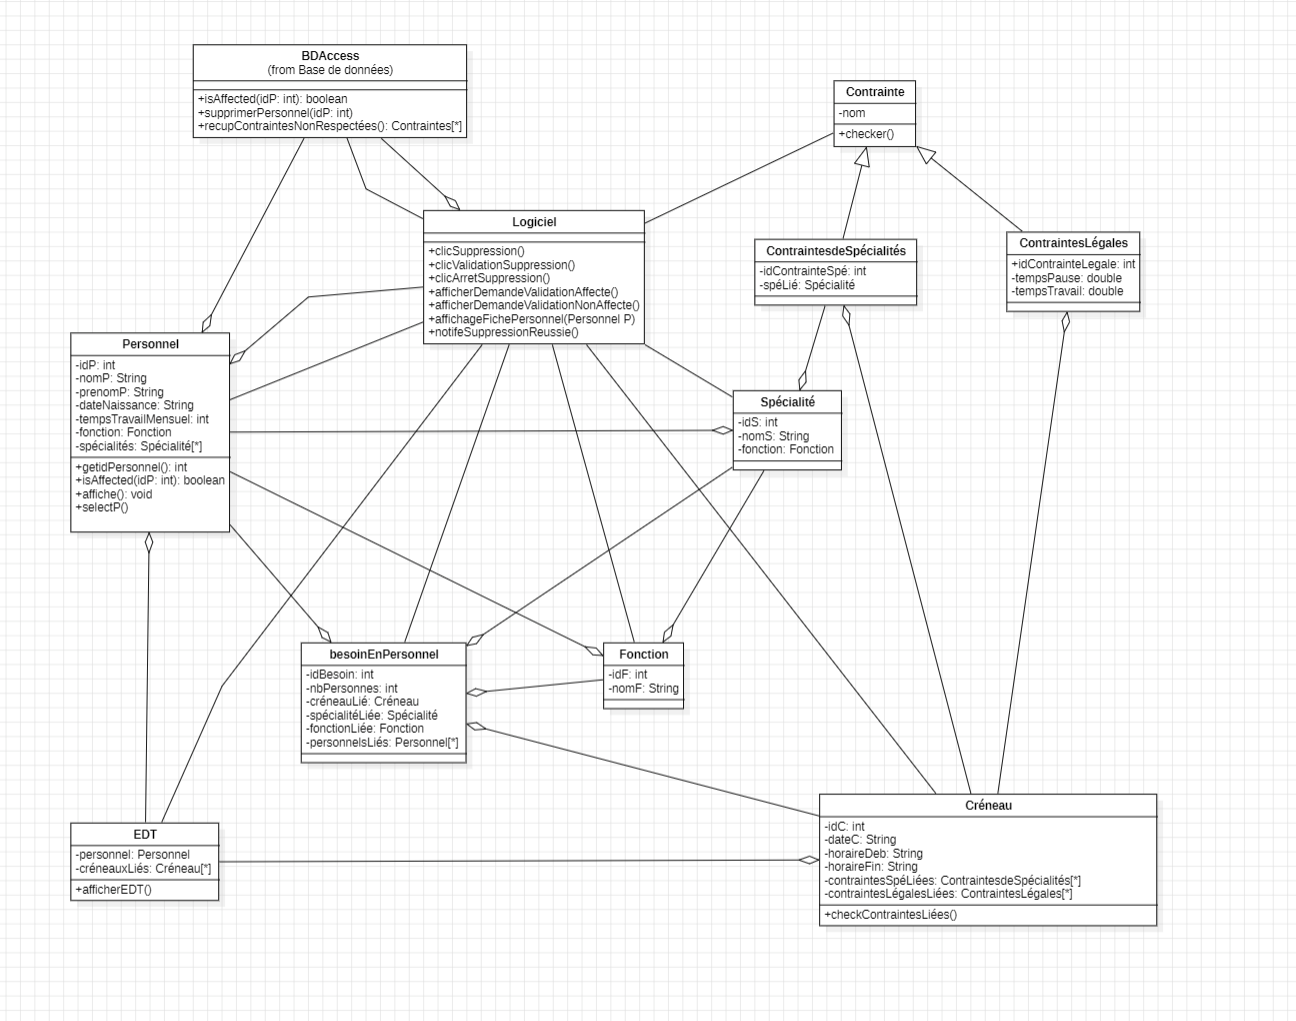 BDAccess
(from Base de données)
+isAffected(idP: int): boolean
+supprimerPersonnel(idP: int)
+recupContraintesNonRespectées(): Contraintes[*]
Contrainte
-nom
+checker()
Logiciel
+clicSuppression()
+clicValidationSuppression()
+clicArretSuppression()
+afficherDemandeValidationAffecte()
+afficherDemandeValidationNonAffecte()
+affichageFichePersonnel(Personnel P)
+notifeSuppressionReussie()
ContraintesdeSpécialités
-idContrainteSpé: int
-spéLié: Spécialité
ContraintesLégales
+idContrainteLegale: int
-tempsPause: double
-tempsTravail: double
Personnel
-idP: int
-nomP: String
-prenomP: String
-dateNaissance: String
-tempsTravailMensuel: int
-fonction: Fonction
-spécialités: Spécialité[*]
+getidPersonnel(): int
+isAffected(idP: int): boolean
+affiche(): void
+selectP()
Spécialité
-idS: int
-nomS: String
-fonction: Fonction
besoinEnPersonnel
-idBesoin: int
-nbPersonnes: int
-créneauLié: Créneau
-spécialitéLiée: Spécialité
-fonctionLiée: Fonction
-personnelsLiés: Personnel[*]
Fonction
-idF: int
-nomF: String
EDT
-personnel: Personnel
-créneauxLiés: Créneau[*]
+afficherEDT()
Créneau
-idC: int
-dateC: String
-horaireDeb: String
-horaireFin: String
-contraintesSpéLiées: ContraintesdeSpécialités[*]
-contraintesLégalesLiées: ContraintesLégales[*]
+checkContraintesLiées()